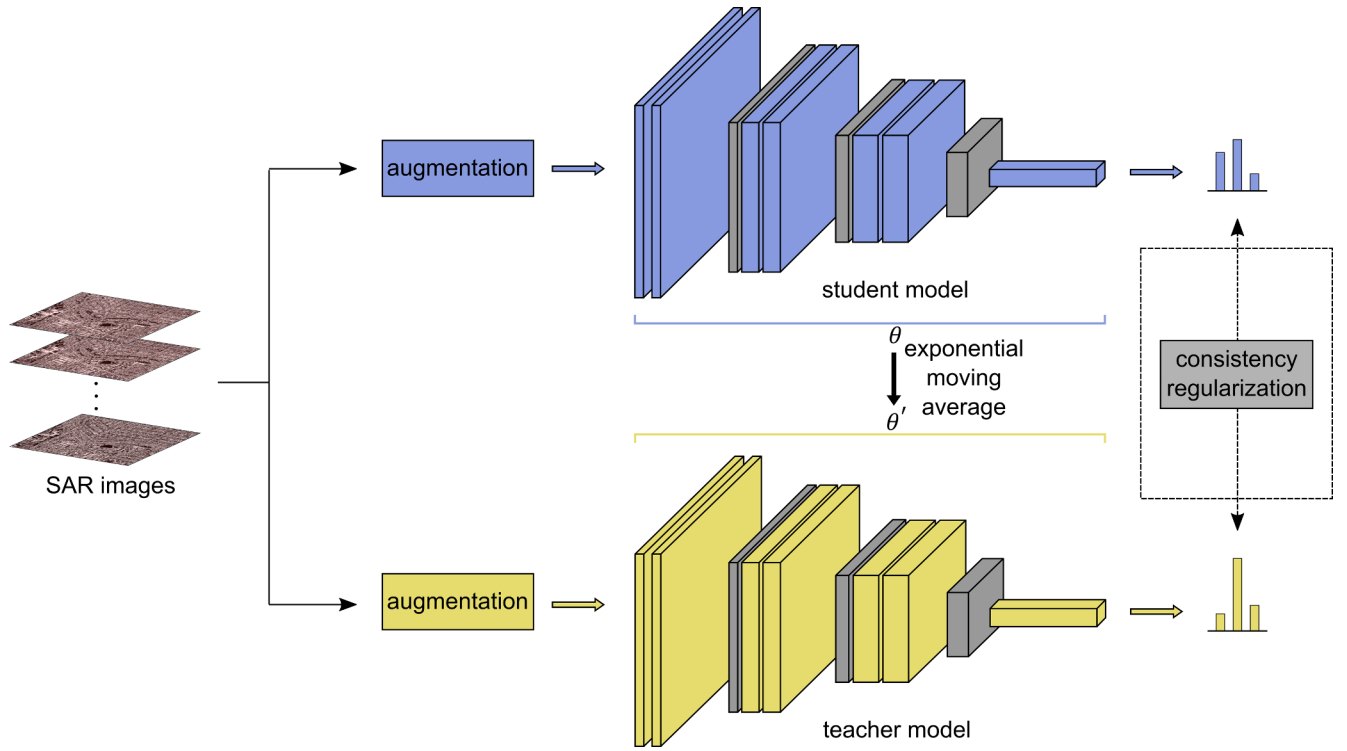 augmentation
student model
θ
exponential
moving
average
θ′
consistency
regularization
SAR images
augmentation
teacher model